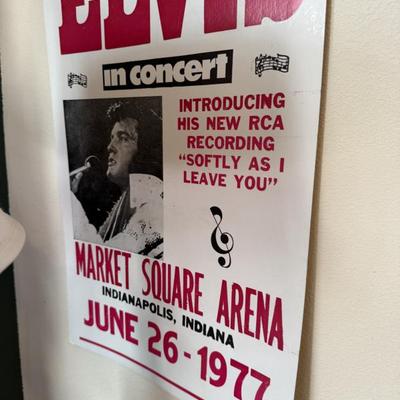 ELVIS
in concert
INTRODUCING
HIS NEW RCA
RECORDING
"SOFTLY AS I
LEAVE YOU"
MARKET SQUARE ARENA
INDIANAPOLIS, INDIANA
JUNE 26 - 1977